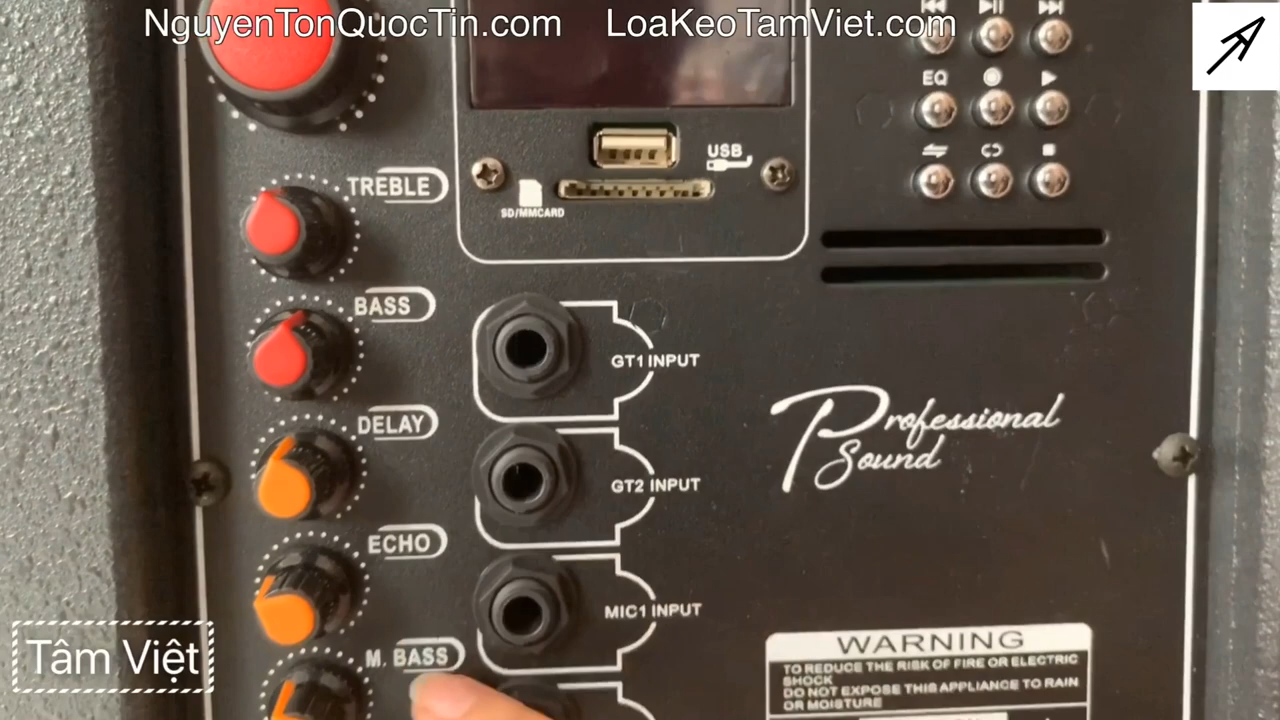 NguyenTonQuocTin.com LoaKeoTamViet.com
EQ
USB
SD/MMCARD
TREBLE
BASS
DELAY
ECHO
M. BASS
GT1 INPUT
GT2 INPUT
MIC1 INPUT
Professional
Sound
WARNING
TO REDUCE THE RISK OF FIRE OR ELECTRIC
SHOCK
DO NOT EXPOSE THIS APPLIANCE TO RAIN
OR MOISTURE
Tâm Việt